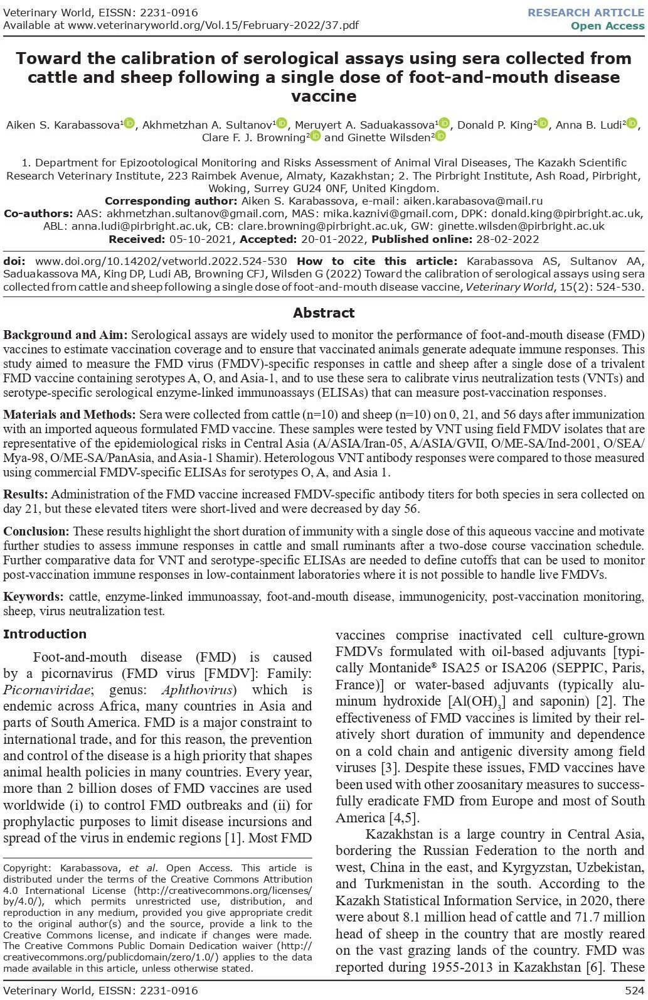 Veterinary World, EISSN: 2231-0916
Available at www.veterinaryworld.org/Vol.15/February-2022/37.pdf
RESEARCH ARTICLE
Open Access
Toward the calibration of serological assays using sera collected from
cattle and sheep following a single dose of foot-and-mouth disease
vaccine
Aiken S. Karabassova1 iD, Akhmetzhan A. Sultanov1 iD, Meruyert A. Saduakassova1 iD, Donald P. King2 iD, Anna B. Ludi2 iD,
Clare F. J. Browning2 iD and Ginette Wilsden2 iD
1. Department for Epizootological Monitoring and Risks Assessment of Animal Viral Diseases, The Kazakh Scientific
Research Veterinary Institute, 223 Raimbek Avenue, Almaty, Kazakhstan; 2. The Pirbright Institute, Ash Road, Pirbright,
Woking, Surrey GU24 0NF, United Kingdom.
Corresponding author: Aiken S. Karabassova, e-mail: aiken.karabasova@mail.ru
Co-authors: AAS: akhmetzhan.sultanov@gmail.com, MAS: mika.kaznivi@gmail.com, DPK: donald.king@pirbright.ac.uk,
ABL: anna.ludi@pirbright.ac.uk, CB: clare.browning@pirbright.ac.uk, GW: ginette.wilsden@pirbright.ac.uk
Received: 05-10-2021, Accepted: 20-01-2022, Published online: 28-02-2022
doi: www.doi.org/10.14202/vetworld.2022.524-530 How to cite this article: Karabassova AS, Sultanov AA,
Saduakassova MA, King DP, Ludi AB, Browning CFJ, Wilsden G (2022) Toward the calibration of serological assays using sera
collected from cattle and sheep following a single dose of foot-and-mouth disease vaccine, Veterinary World, 15(2): 524-530.
Abstract
Background and Aim: Serological assays are widely used to monitor the performance of foot-and-mouth disease (FMD)
vaccines to estimate vaccination coverage and to ensure that vaccinated animals generate adequate immune responses. This
study aimed to measure the FMD virus (FMDV)-specific responses in cattle and sheep after a single dose of a trivalent
FMD vaccine containing serotypes A, O, and Asia-1, and to use these sera to calibrate virus neutralization tests (VNTs) and
serotype-specific serological enzyme-linked immunoassays (ELISAs) that can measure post-vaccination responses.
Materials and Methods: Sera were collected from cattle (n=10) and sheep (n=10) on 0, 21, and 56 days after immunization
with an imported aqueous formulated FMD vaccine. These samples were tested by VNT using field FMDV isolates that are
representative of the epidemiological risks in Central Asia (A/ASIA/Iran-05, A/ASIA/GVII, O/ME-SA/Ind-2001, O/SEA/
Mya-98, O/ME-SA/PanAsia, and Asia-1 Shamir). Heterologous VNT antibody responses were compared to those measured
using commercial FMDV-specific ELISAs for serotypes O, A, and Asia 1.
Results: Administration of the FMD vaccine increased FMDV-specific antibody titers for both species in sera collected on
day 21, but these elevated titers were short-lived and were decreased by day 56.
Conclusion: These results highlight the short duration of immunity with a single dose of this aqueous vaccine and motivate
further studies to assess immune responses in cattle and small ruminants after a two-dose course vaccination schedule.
Further comparative data for VNT and serotype-specific ELISAs are needed to define cutoffs that can be used to monitor
post-vaccination immune responses in low-containment laboratories where it is not possible to handle live FMDVs.
Keywords: cattle, enzyme-linked immunoassay, foot-and-mouth disease, immunogenicity, post-vaccination monitoring,
sheep, virus neutralization test.
Introduction
Foot-and-mouth disease (FMD) is caused
by a picornavirus (FMD virus [FMDV]: Family:
Picornaviridae; genus: Aphthovirus) which is
endemic across Africa, many countries in Asia and
parts of South America. FMD is a major constraint to
international trade, and for this reason, the prevention
and control of the disease is a high priority that shapes
animal health policies in many countries. Every year,
more than 2 billion doses of FMD vaccines are used
worldwide (i) to control FMD outbreaks and (ii) for
prophylactic purposes to limit disease incursions and
spread of the virus in endemic regions [1]. Most FMD
Copyright: Karabassova, et al. Open Access. This article is
distributed under the terms of the Creative Commons Attribution
4.0 International License (http://creativecommons.org/licenses/
by/4.0/), which permits unrestricted use, distribution, and
reproduction in any medium, provided you give appropriate credit
to the original author(s) and the source, provide a link to the
Creative Commons license, and indicate if changes were made.
The Creative Commons Public Domain Dedication waiver (http://
creativecommons.org/publicdomain/zero/1.0/) applies to the data
made available in this article, unless otherwise stated.
vaccines comprise inactivated cell culture-grown
FMDVs formulated with oil-based adjuvants [typi-
cally Montanide® ISA25 or ISA206 (SEPPIC, Paris,
France)] or water-based adjuvants (typically alu-
minum hydroxide [Al(OH)3] and saponin) [2]. The
effectiveness of FMD vaccines is limited by their rel-
atively short duration of immunity and dependence
on a cold chain and antigenic diversity among field
viruses [3]. Despite these issues, FMD vaccines have
been used with other zoosanitary measures to success-
fully eradicate FMD from Europe and most of South
America [4,5].
Kazakhstan is a large country in Central Asia,
bordering the Russian Federation to the north and
west, China in the east, and Kyrgyzstan, Uzbekistan,
and Turkmenistan in the south. According to the
Kazakh Statistical Information Service, in 2020, there
were about 8.1 million head of cattle and 71.7 million
head of sheep in the country that are mostly reared
on the vast grazing lands of the country. FMD was
reported during 1955-2013 in Kazakhstan [6]. These
Veterinary World, EISSN: 2231-0916
524